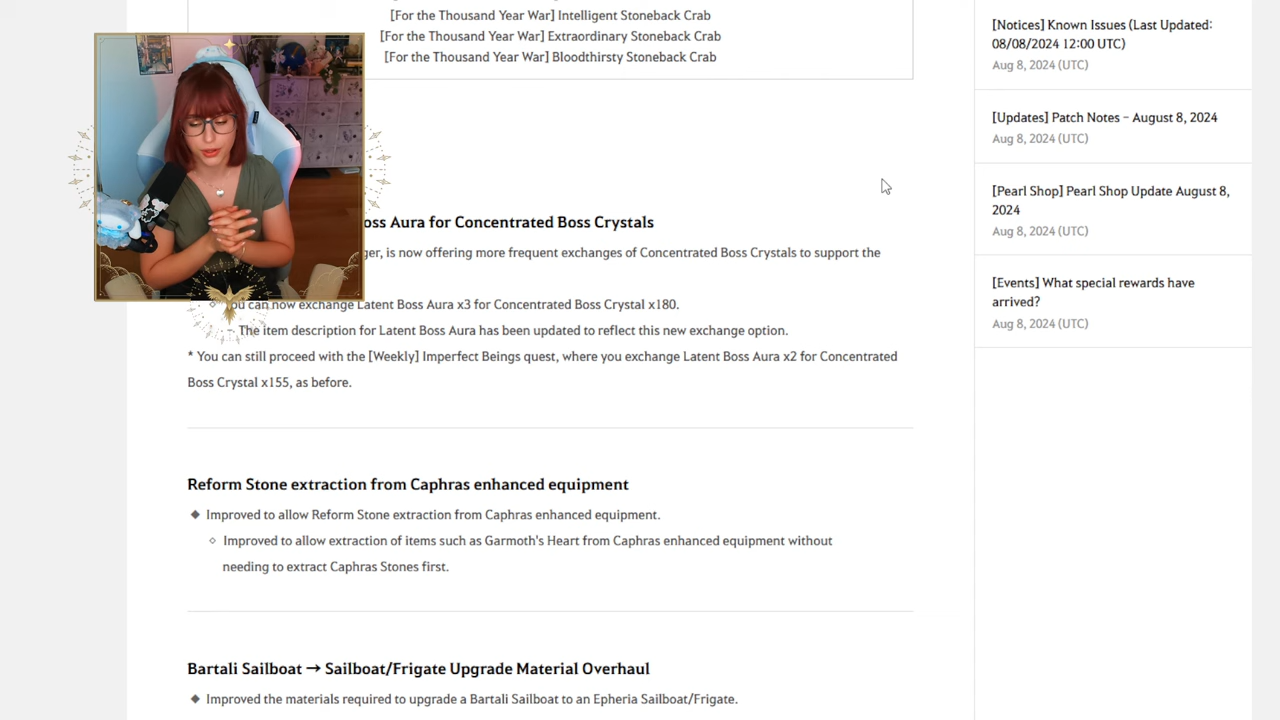 [For the Thousand Year War] Intelligent Stoneback Crab
[For the Thousand Year War] Extraordinary Stoneback Crab
[For the Thousand Year War] Bloodthirsty Stoneback Crab
Aura for Concentrated Boss Crystals
is now offering more frequent exchanges of Concentrated Boss Crystals to support the
You can now exchange Latent Boss Aura x3 for Concentrated Boss Crystal x180.
– The item description for Latent Boss Aura has been updated to reflect this new exchange option.
* You can still proceed with the [Weekly] Imperfect Beings quest, where you exchange Latent Boss Aura x2 for Concentrated
Boss Crystal x155, as before.
Reform Stone extraction from Caphras enhanced equipment
◆ Improved to allow Reform Stone extraction from Caphras enhanced equipment.
◇ Improved to allow extraction of items such as Garmoth's Heart from Caphras enhanced equipment without
needing to extract Caphras Stones first.
Bartali Sailboat → Sailboat/Frigate Upgrade Material Overhaul
◆ Improved the materials required to upgrade a Bartali Sailboat to an Epheria Sailboat/Frigate.
[Notices] Known Issues (Last Updated:
08/08/2024 12:00 UTC)
Aug 8, 2024 (UTC)
[Updates] Patch Notes – August 8, 2024
Aug 8, 2024 (UTC)
[Pearl Shop] Pearl Shop Update August 8,
2024
Aug 8, 2024 (UTC)
[Events] What special rewards have
arrived?
Aug 8, 2024 (UTC)